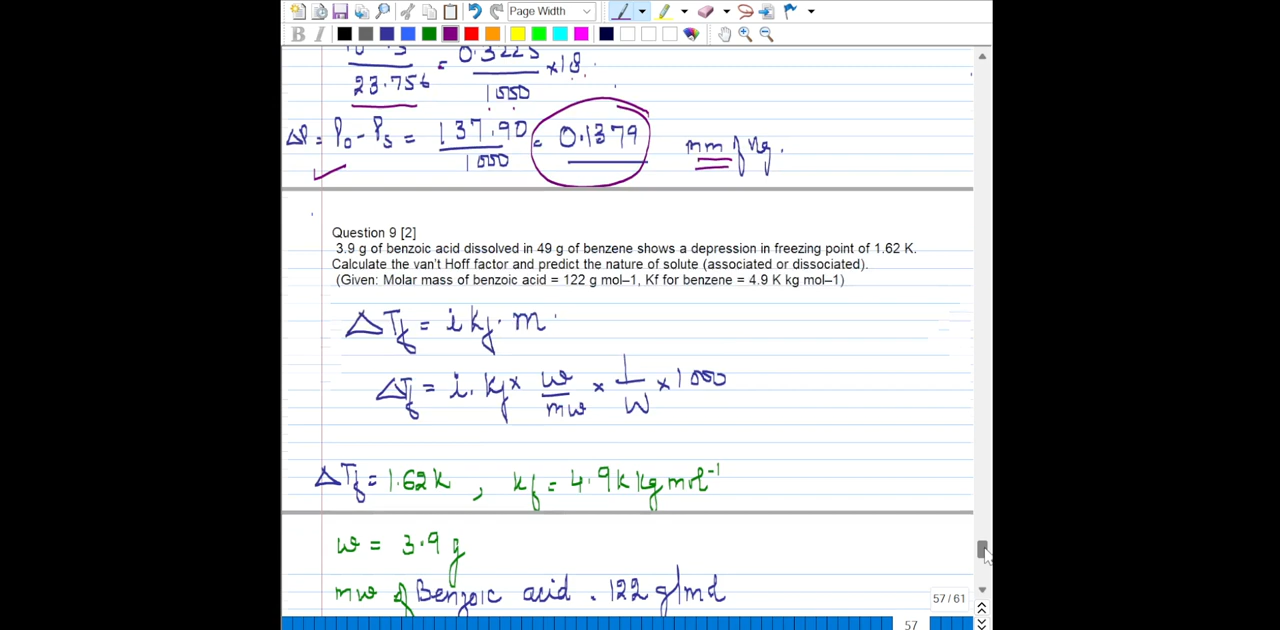 Page Width
B I
10·3
23.756 = 0.3225 ×18
1000
ΔP = P0 - Ps = 137.90 = 0.1379 mm of Hg.
1000
Question 9 [2]
3.9 g of benzoic acid dissolved in 49 g of benzene shows a depression in freezing point of 1.62 K.
Calculate the van't Hoff factor and predict the nature of solute (associated or dissociated).
(Given: Molar mass of benzoic acid = 122 g mol–1, Kf for benzene = 4.9 K kg mol–1)
ΔTf = i kf · m
ΔTf = i. kf × w/mw × 1/W × 1000
ΔTf = 1.62 K , kf = 4.9 K kg mol-1
w = 3.9 g
mw of Benzoic acid . 122 g/mol
57 / 61
57